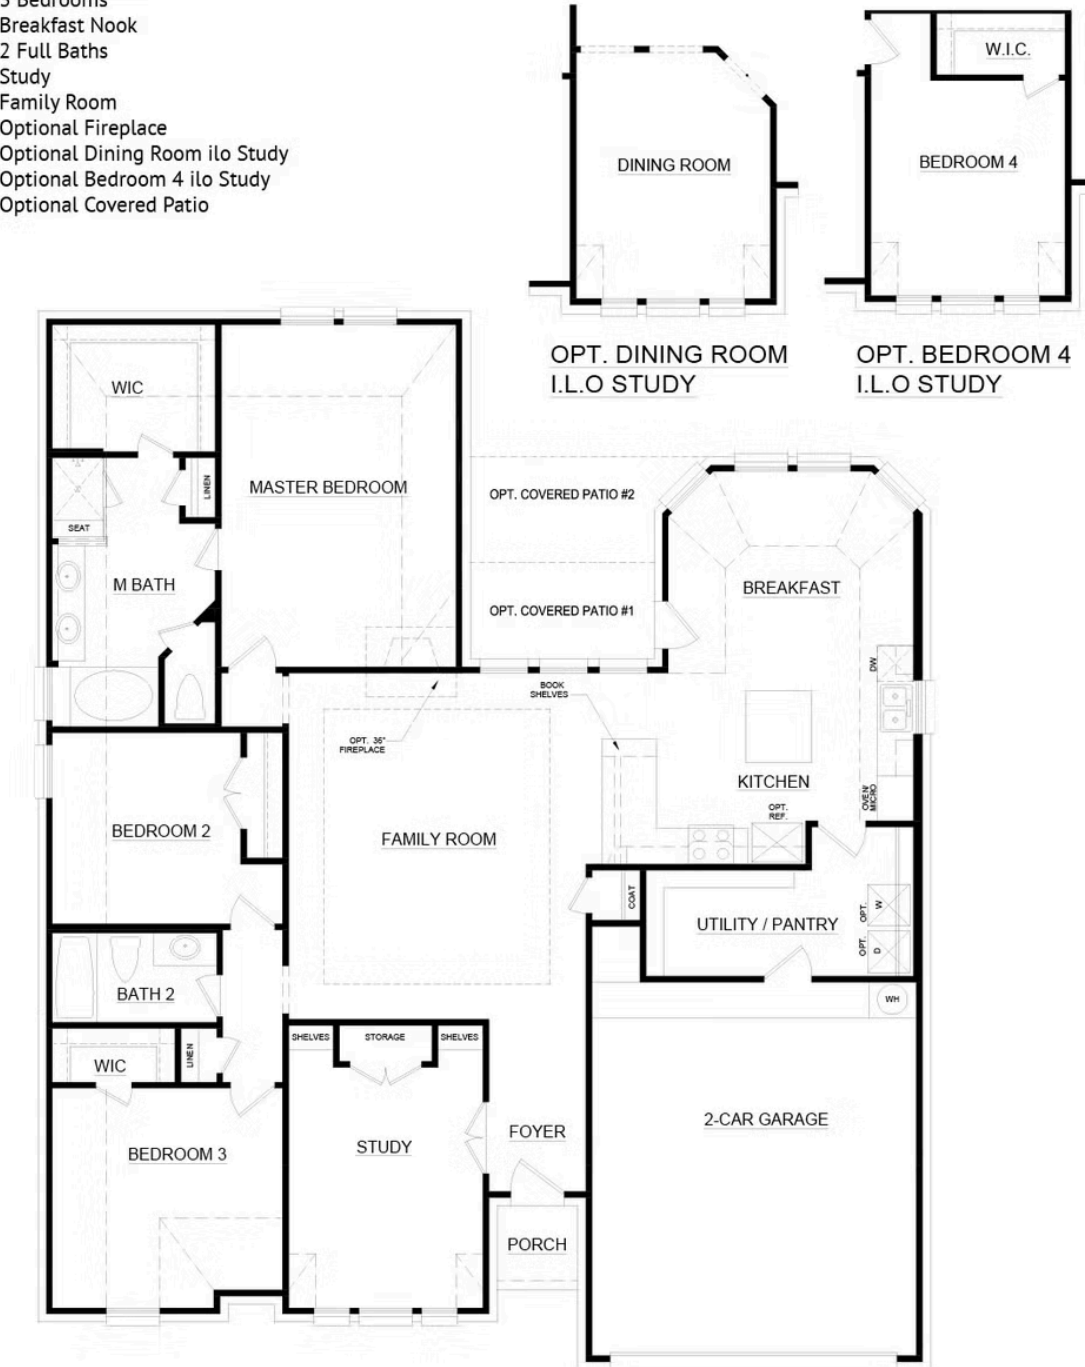 3 Bedrooms
Breakfast Nook
2 Full Baths
Study
Family Room
Optional Fireplace
Optional Dining Room ilo Study
Optional Bedroom 4 ilo Study
Optional Covered Patio
DINING ROOM
OPT. DINING ROOM
I.L.O STUDY
W.I.C.
BEDROOM 4
OPT. BEDROOM 4
I.L.O STUDY
WIC
LINEN
SEAT
M BATH
MASTER BEDROOM
OPT. COVERED PATIO #2
OPT. COVERED PATIO #1
BREAKFAST
DW
BOOK
SHELVES
OPT. 36"
FIREPLACE
KITCHEN
OPT.
REF.
OVEN/
MICRO
BEDROOM 2
FAMILY ROOM
COAT
UTILITY / PANTRY
OPT.
W
OPT.
D
WH
BATH 2
WIC
LINEN
SHELVES
STORAGE
SHELVES
BEDROOM 3
STUDY
FOYER
2-CAR GARAGE
PORCH